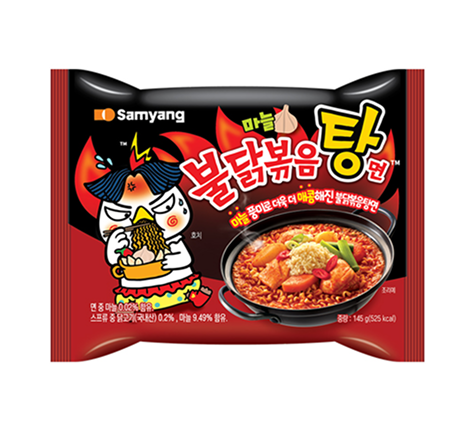 Samyang
TM
마늘
불닭볶음탕면
TM
마늘 풍미로 더욱 더 매콤해진 불닭볶음탕면
호치
조리예
면 중 마늘 0.02% 함유.
스프류 중 닭고기(국내산) 0.2%, 마늘 9.49% 함유.
중량 : 145 g (525 kcal)